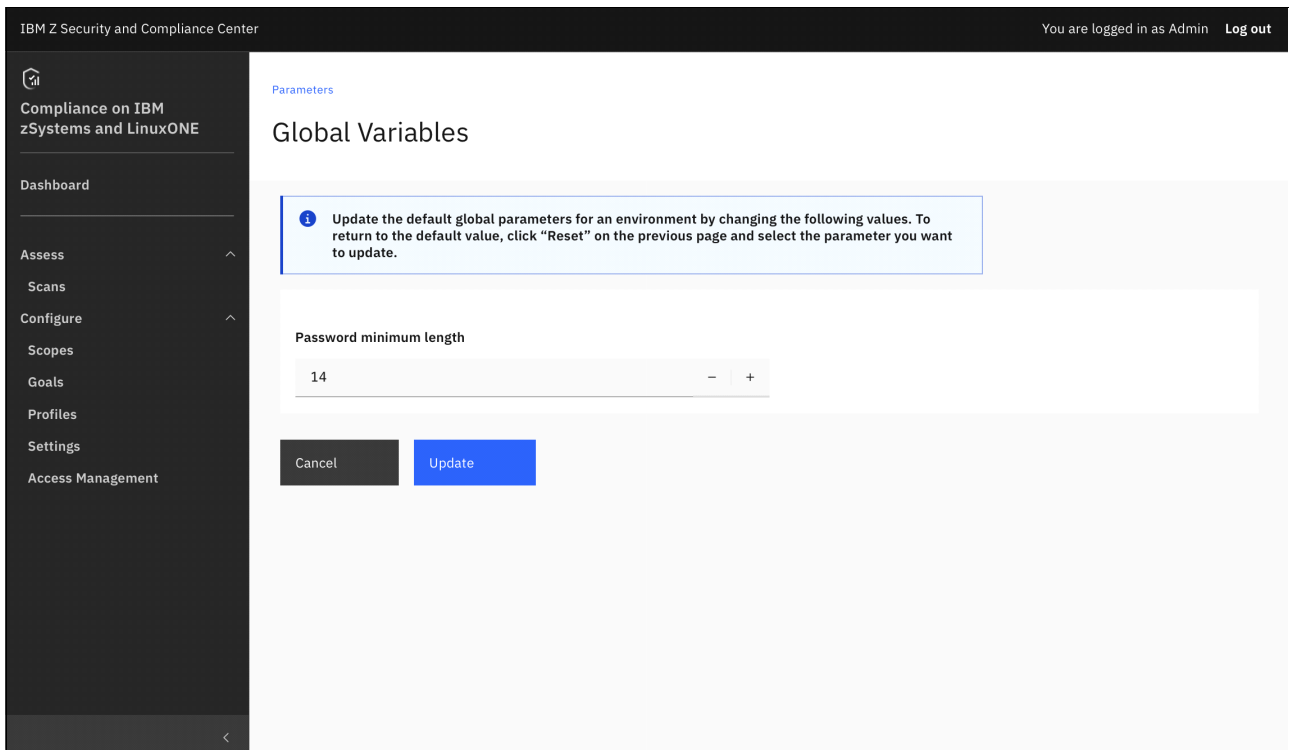 IBM Z Security and Compliance Center
You are logged in as Admin Log out
Compliance on IBM
zSystems and LinuxONE
Dashboard
Assess
Scans
Configure
Scopes
Goals
Profiles
Settings
Access Management
Parameters
Global Variables
Update the default global parameters for an environment by changing the following values. To
return to the default value, click “Reset” on the previous page and select the parameter you want
to update.
Password minimum length
14
Cancel Update